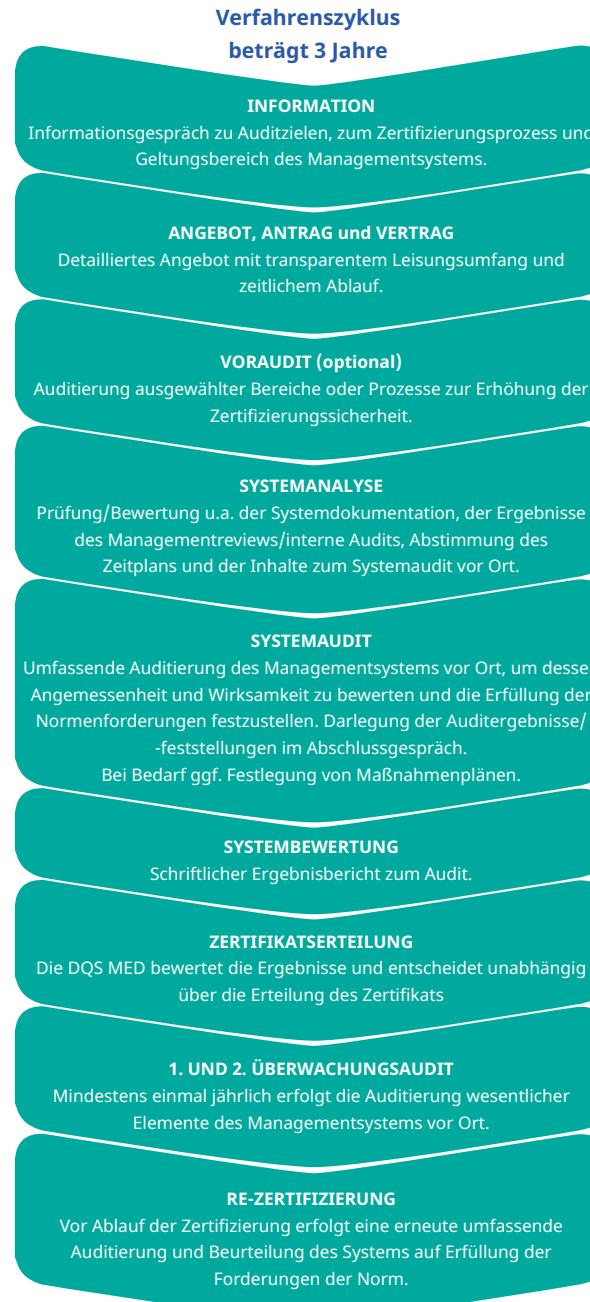 Verfahrenszyklus
beträgt 3 Jahre
INFORMATION
Informationsgespräch zu Auditzielen, zum Zertifizierungsprozess und
Geltungsbereich des Managementsystems.
ANGEBOT, ANTRAG und VERTRAG
Detailliertes Angebot mit transparentem Leisungsumfang und
zeitlichem Ablauf.
VORAUDIT (optional)
Auditierung ausgewählter Bereiche oder Prozesse zur Erhöhung der
Zertifizierungssicherheit.
SYSTEMANALYSE
Prüfung/Bewertung u.a. der Systemdokumentation, der Ergebnisse
des Managementreviews/interne Audits, Abstimmung des
Zeitplans und der Inhalte zum Systemaudit vor Ort.
SYSTEMAUDIT
Umfassende Auditierung des Managementsystems vor Ort, um desse
Angemessenheit und Wirksamkeit zu bewerten und die Erfüllung der
Normenforderungen festzustellen. Darlegung der Auditergebnisse/
-feststellungen im Abschlussgespräch.
Bei Bedarf ggf. Festlegung von Maßnahmenplänen.
SYSTEMBEWERTUNG
Schriftlicher Ergebnisbericht zum Audit.
ZERTIFIKATSERTEILUNG
Die DQS MED bewertet die Ergebnisse und entscheidet unabhängig
über die Erteilung des Zertifikats
1. UND 2. ÜBERWACHUNGSAUDIT
Mindestens einmal jährlich erfolgt die Auditierung wesentlicher
Elemente des Managementsystems vor Ort.
RE-ZERTIFIZIERUNG
Vor Ablauf der Zertifizierung erfolgt eine erneute umfassende
Auditierung und Beurteilung des Systems auf Erfüllung der
Forderungen der Norm.